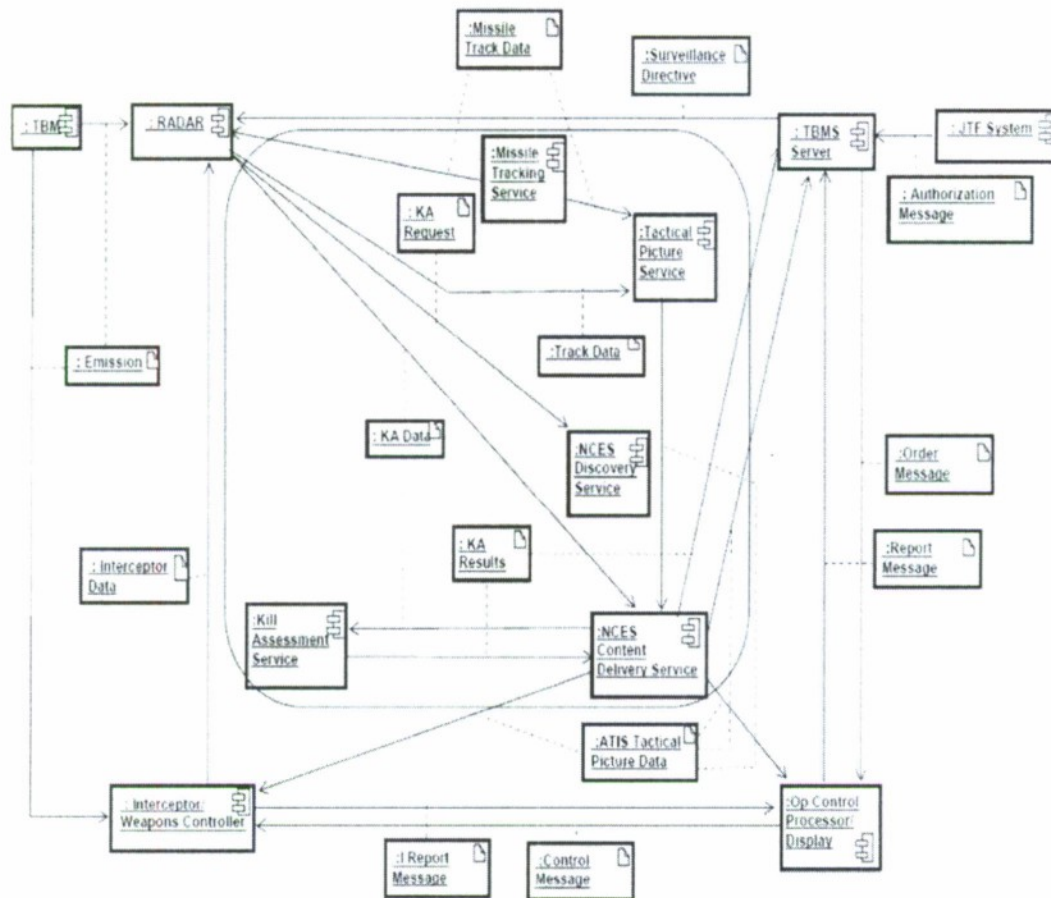 :Missile
Track Data
:Surveillance
Directive
: TBM
: RADAR
: TBMS
Server
: JTF System
:Missile
Tracking
Service
: Authorization
Message
: KA
Request
:Tactical
Picture
Service
: Emission
:Track Data
: KA Data
:NCES
Discovery
Service
:Order
Message
: KA
Results
:Report
Message
: Interceptor
Data
:Kill
Assessment
Service
:NCES
Content
Delivery Service
:ATIS Tactical
Picture Data
: Interceptor/
Weapons Controller
:Op Control
Processor/
Display
:I Report
Message
:Control
Message